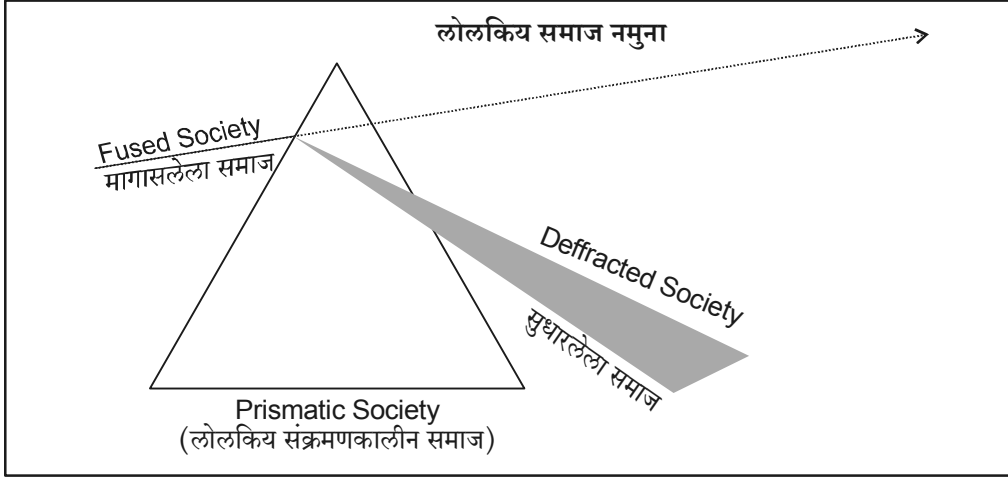 लोलकिय समाज नमुना
Fused Society
मागासलेला समाज
Deffracted Society
सुधारलेला समाज
Prismatic Society
(लोलकिय संक्रमणकालीन समाज)